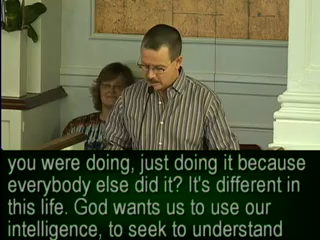 you were doing, just doing it because
everybody else did it? It's different in
this life. God wants us to use our
intelligence, to seek to understand